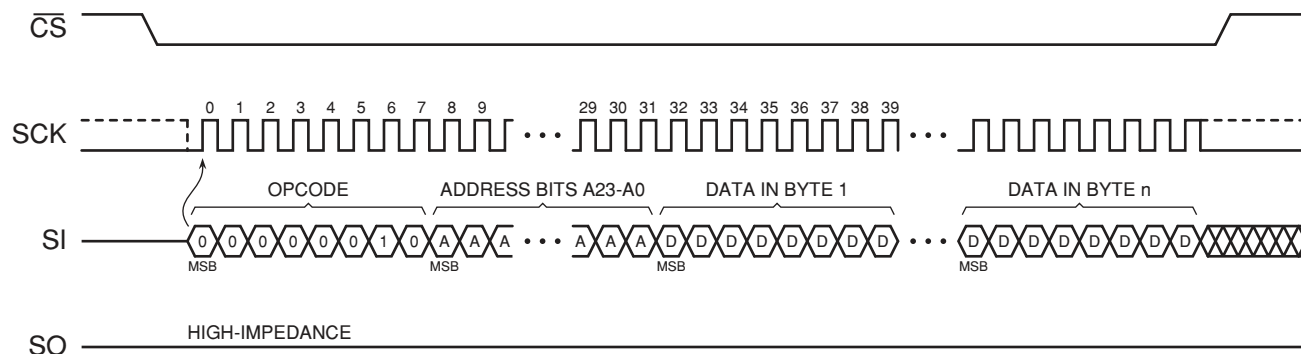 CS
SCK
0 1 2 3 4 5 6 7 8 9 29 30 31 32 33 34 35 36 37 38 39
OPCODE ADDRESS BITS A23-A0 DATA IN BYTE 1 DATA IN BYTE n
SI
0 0 0 0 0 0 1 0 A A A A A A D D D D D D D D D D D D D D D D
MSB MSB MSB MSB
HIGH-IMPEDANCE
SO